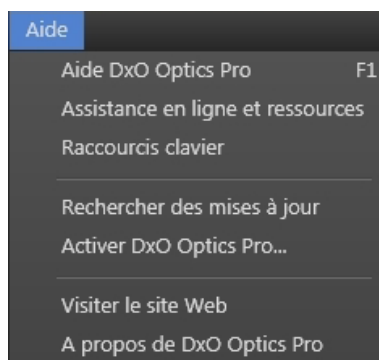 Aide
Aide DxO Optics Pro F1
Assistance en ligne et ressources
Raccourcis clavier
Rechercher des mises à jour
Activer DxO Optics Pro...
Visiter le site Web
A propos de DxO Optics Pro